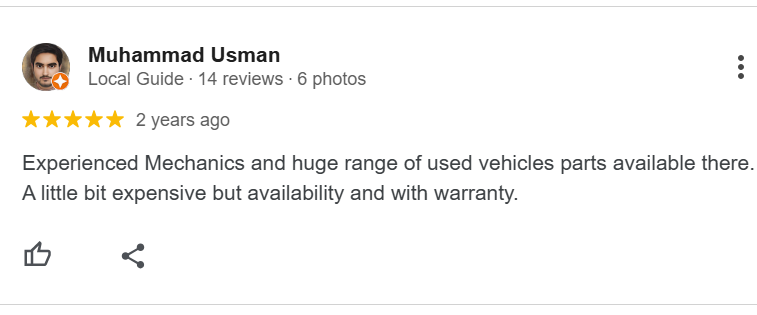 Muhammad Usman
Local Guide · 14 reviews · 6 photos
2 years ago
Experienced Mechanics and huge range of used vehicles parts available there.
A little bit expensive but availability and with warranty.